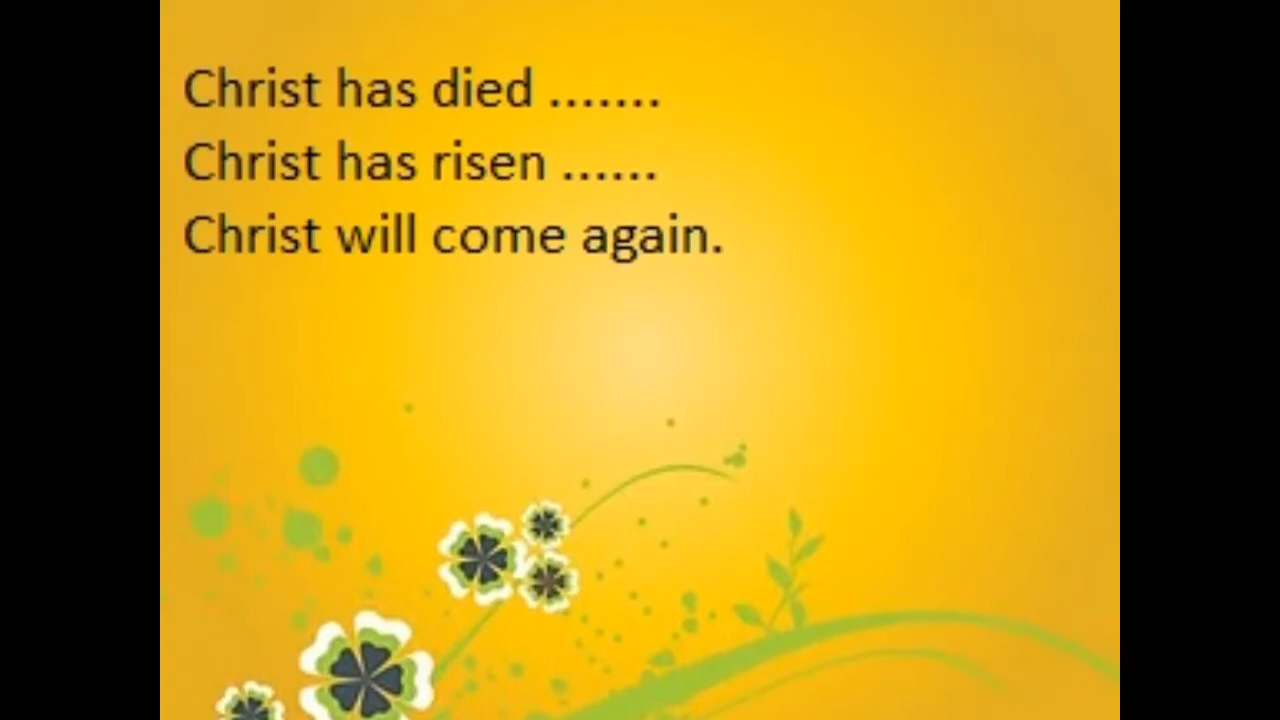 Christ has died .......
Christ has risen ......
Christ will come again.